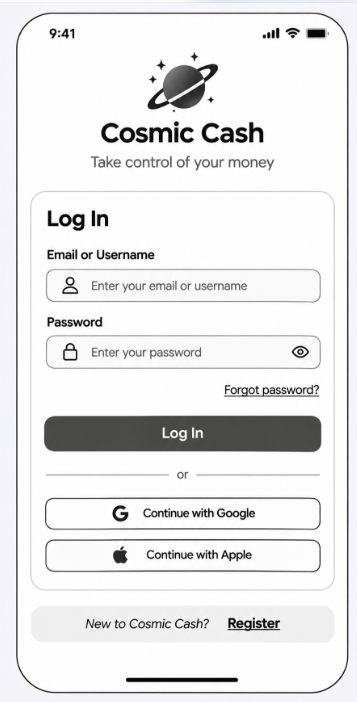 9:41
Cosmic Cash
Take control of your money
Log In
Email or Username
Enter your email or username
Password
Enter your password
Forgot password?
Log In
or
Continue with Google
Continue with Apple
New to Cosmic Cash? Register